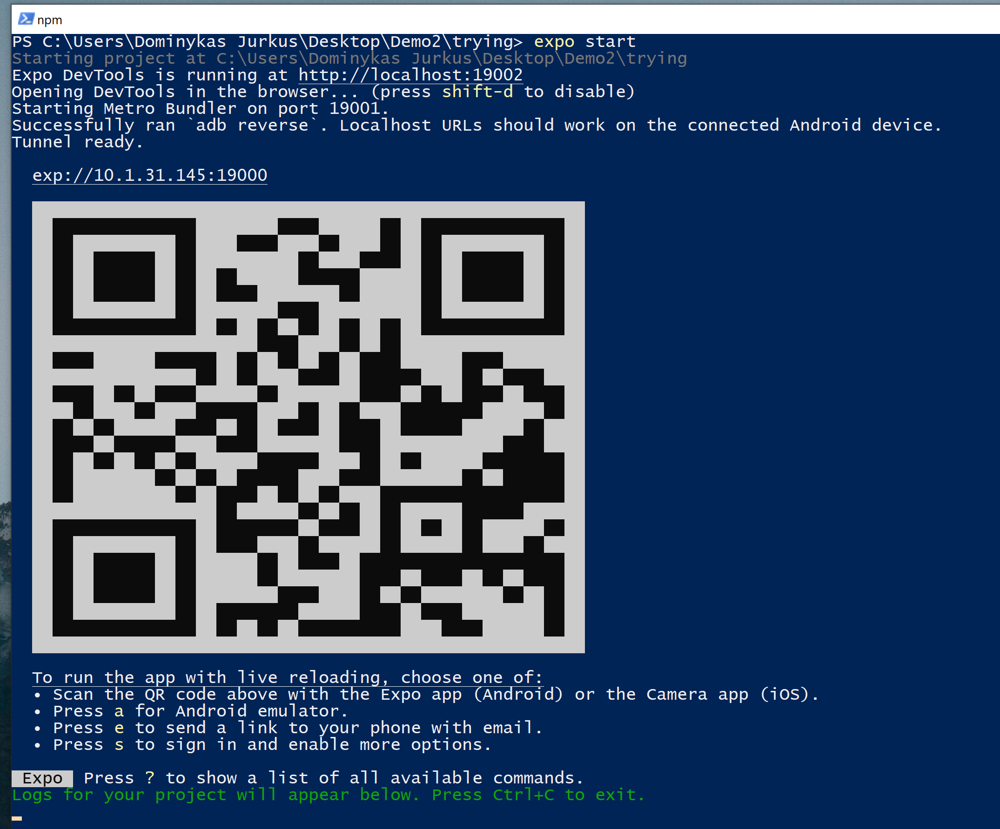 npm
PS C:\Users\Dominykas Jurkus\Desktop\Demo2\trying> expo start
Starting project at C:\Users\Dominykas Jurkus\Desktop\Demo2\trying
Expo DevTools is running at http://localhost:19002
Opening DevTools in the browser... (press shift-d to disable)
Starting Metro Bundler on port 19001.
Successfully ran `adb reverse`. Localhost URLs should work on the connected Android device.
Tunnel ready.
exp://10.1.31.145:19000
To run the app with live reloading, choose one of:
• Scan the QR code above with the Expo app (Android) or the Camera app (iOS).
• Press a for Android emulator.
• Press e to send a link to your phone with email.
• Press s to sign in and enable more options.
Expo Press ? to show a list of all available commands.
Logs for your project will appear below. Press Ctrl+C to exit.